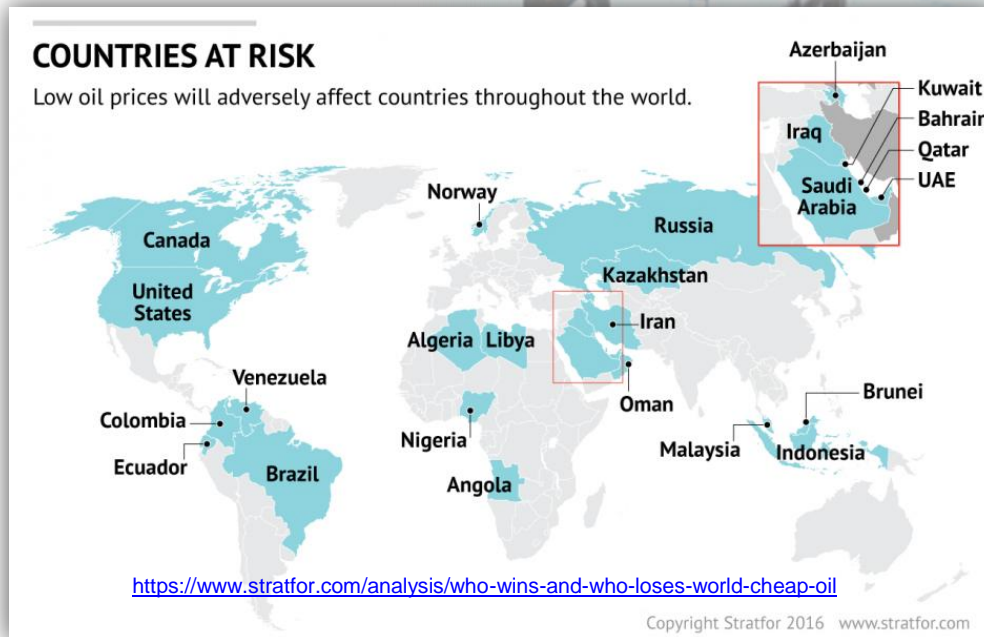 COUNTRIES AT RISK
Low oil prices will adversely affect countries throughout the world.
Azerbaijan
Kuwait
Bahrain
Qatar
UAE
Iraq
Saudi
Arabia
Norway
Russia
Canada
Kazakhstan
United
States
Iran
Algeria
Libya
Venezuela
Oman
Brunei
Colombia
Nigeria
Malaysia
Indonesia
Ecuador
Brazil
Angola
https://www.stratfor.com/analysis/who-wins-and-who-loses-world-cheap-oil
Copyright Stratfor 2016 www.stratfor.com